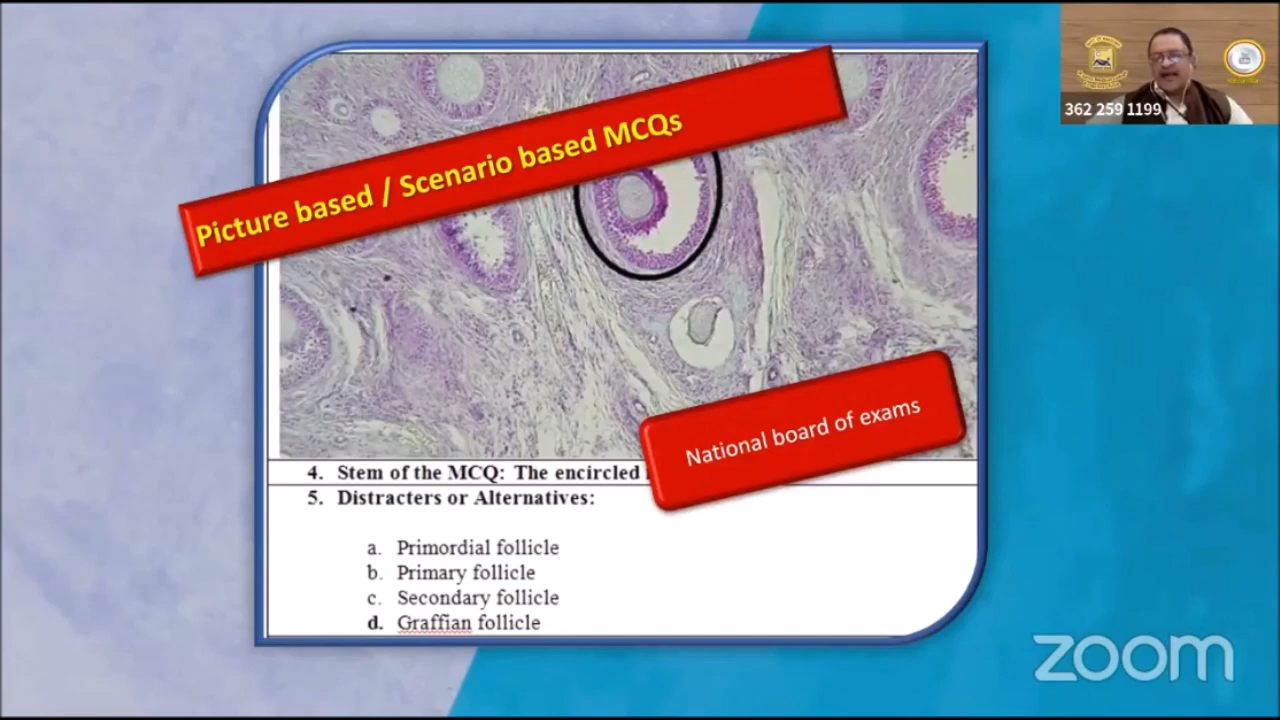 362 259 1199
Picture based / Scenario based MCQs
National board of exams
4. Stem of the MCQ: The encircled
5. Distracters or Alternatives:
a. Primordial follicle
b. Primary follicle
c. Secondary follicle
d. Graffian follicle
zoom